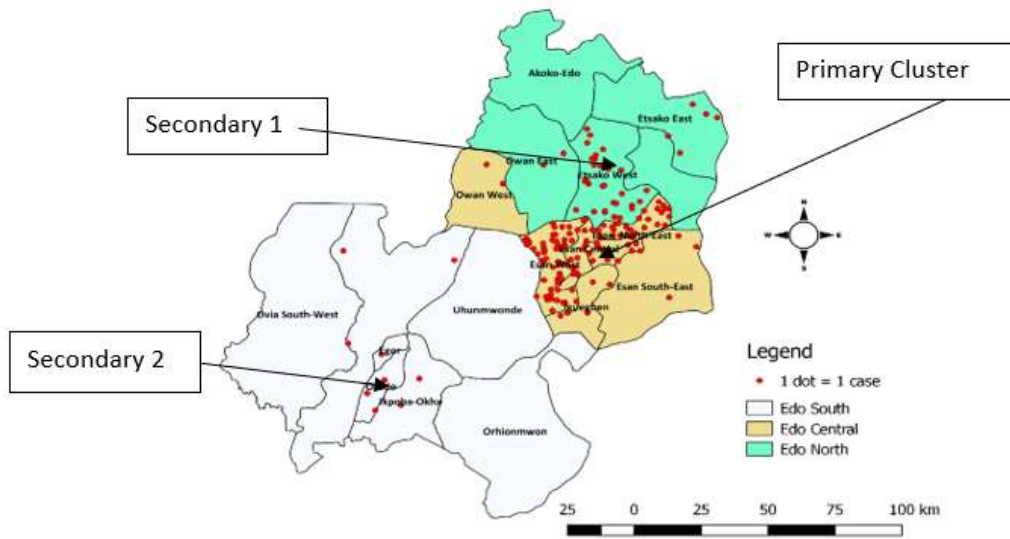 Primary Cluster
Akoko-Edo
Secondary 1
Etsako East
Owan East
Etsako West
Owan West
N
W E
S
Esan North-East
Esan Central
Esan West
Esan South-East
Ovia South-West
Uhunmwonde
Secondary 2
Egor
Ikpoba-Okha
Orhionmwon
Legend
1 dot = 1 case
Edo South
Edo Central
Edo North
25 0 25 50 75 100 km